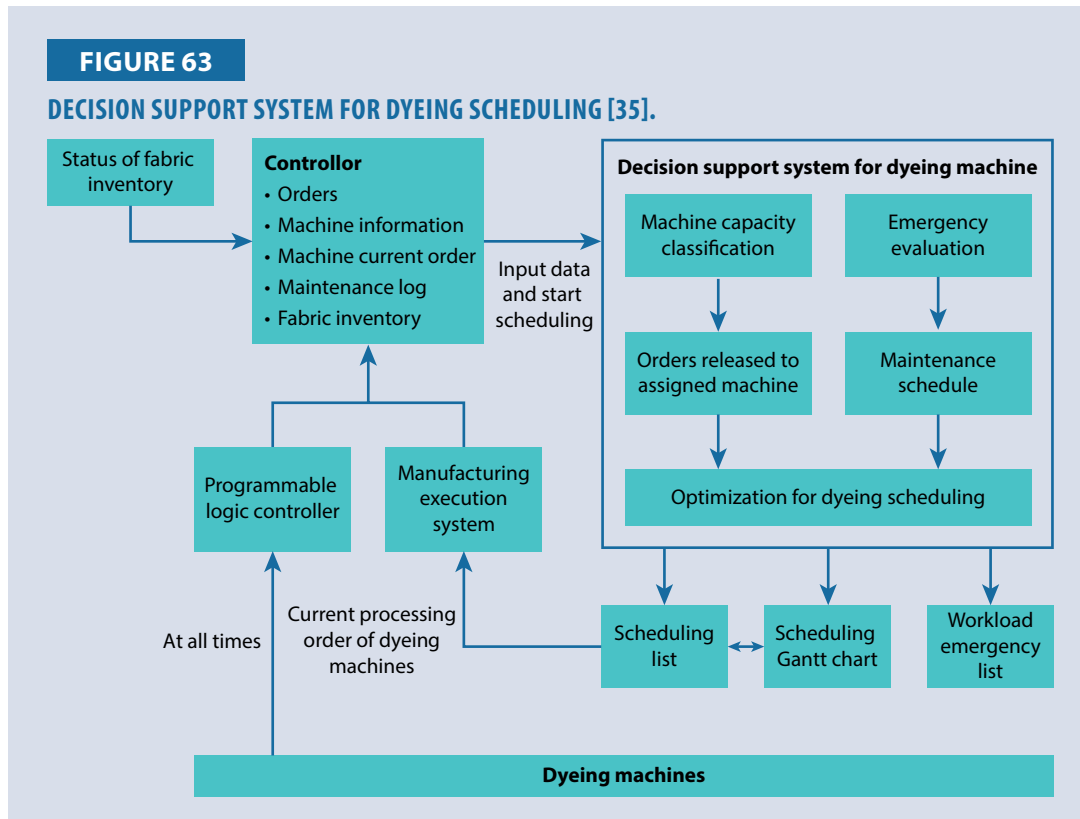 FIGURE 63
DECISION SUPPORT SYSTEM FOR DYEING SCHEDULING [35].
Status of fabric
inventory
Controllor
• Orders
• Machine information
• Machine current order
• Maintenance log
• Fabric inventory
Input data
and start
scheduling
Decision support system for dyeing machine
Machine capacity
classification
Emergency
evaluation
Orders released to
assigned machine
Maintenance
schedule
Optimization for dyeing scheduling
Programmable
logic controller
Manufacturing
execution
system
At all times
Current processing
order of dyeing
machines
Scheduling
list
Scheduling
Gantt chart
Workload
emergency
list
Dyeing machines